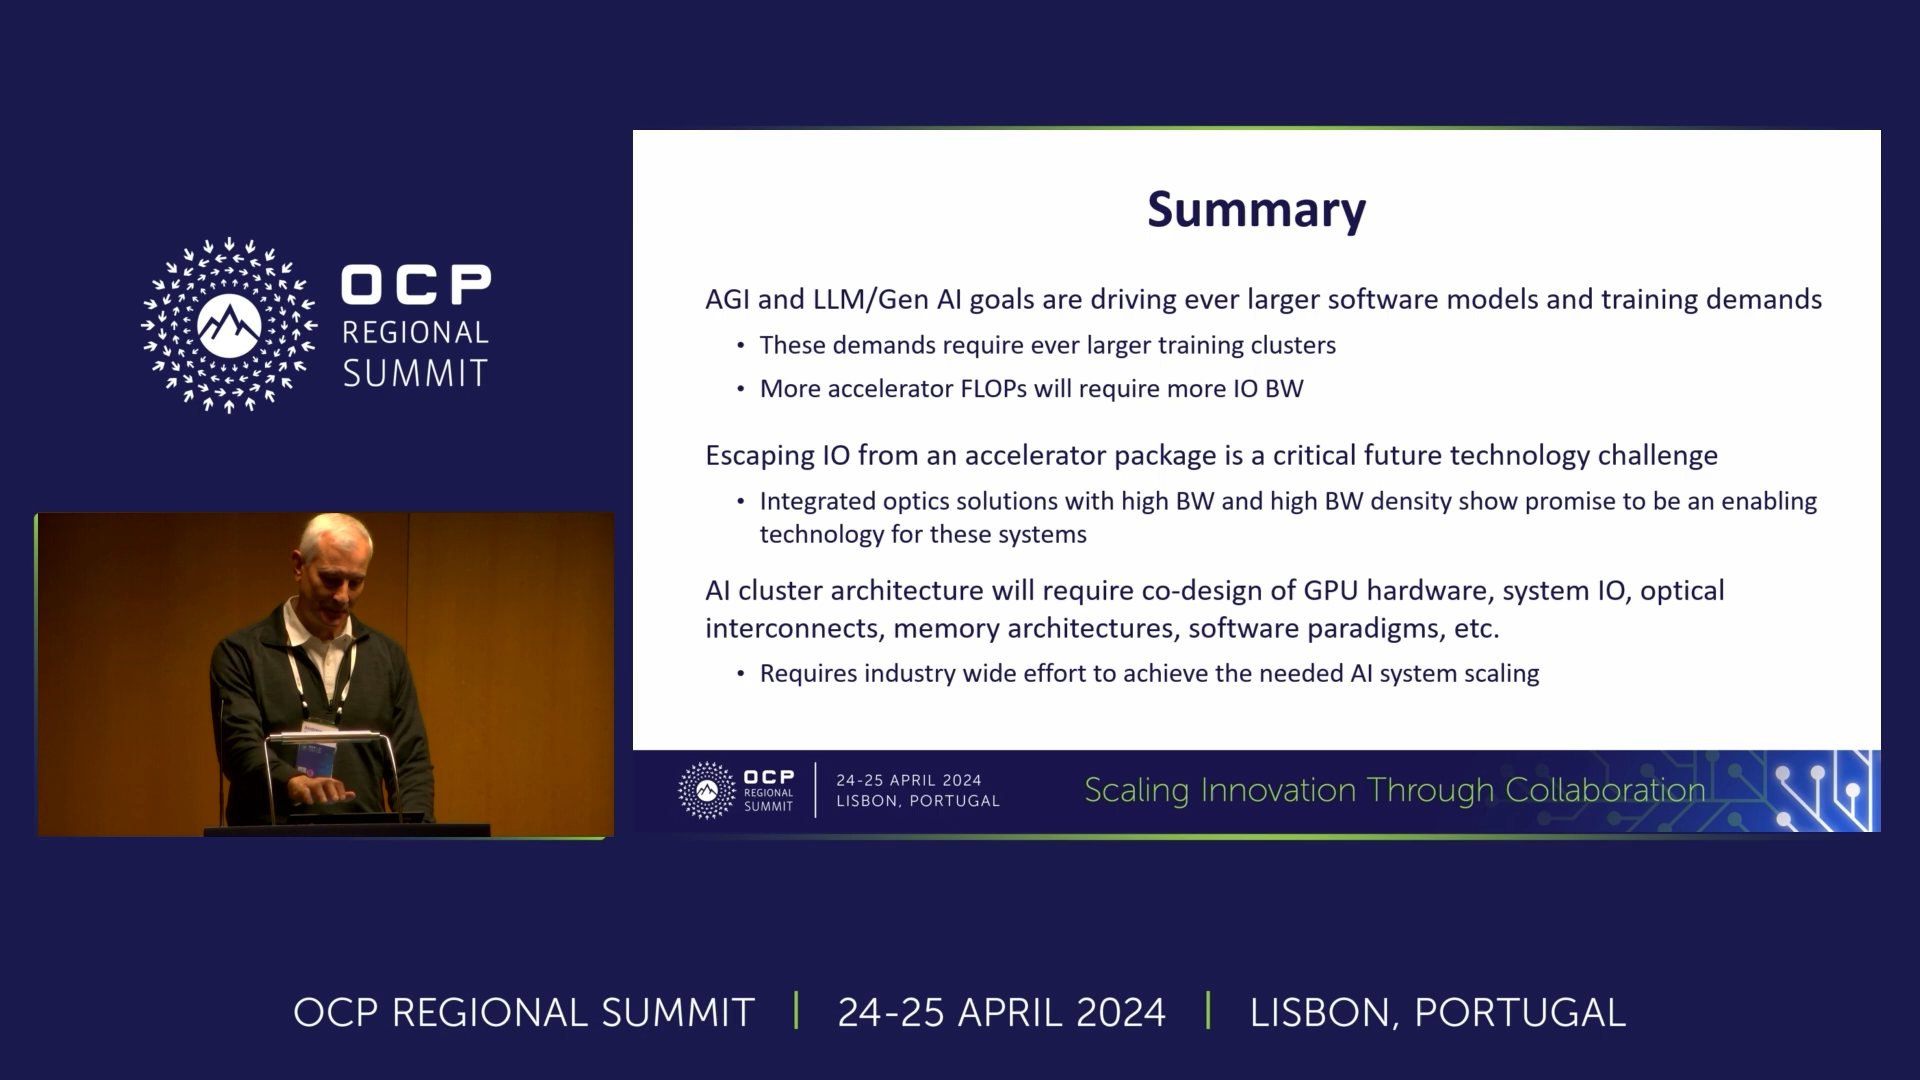 OCP
REGIONAL
SUMMIT
Summary
AGI and LLM/Gen AI goals are driving ever larger software models and training demands
• These demands require ever larger training clusters
• More accelerator FLOPs will require more IO BW
Escaping IO from an accelerator package is a critical future technology challenge
• Integrated optics solutions with high BW and high BW density show promise to be an enabling
technology for these systems
AI cluster architecture will require co-design of GPU hardware, system IO, optical
interconnects, memory architectures, software paradigms, etc.
• Requires industry wide effort to achieve the needed AI system scaling
OCP
REGIONAL
SUMMIT
24-25 APRIL 2024
LISBON, PORTUGAL
Scaling Innovation Through Collaboration
OCP REGIONAL SUMMIT | 24-25 APRIL 2024 | LISBON, PORTUGAL